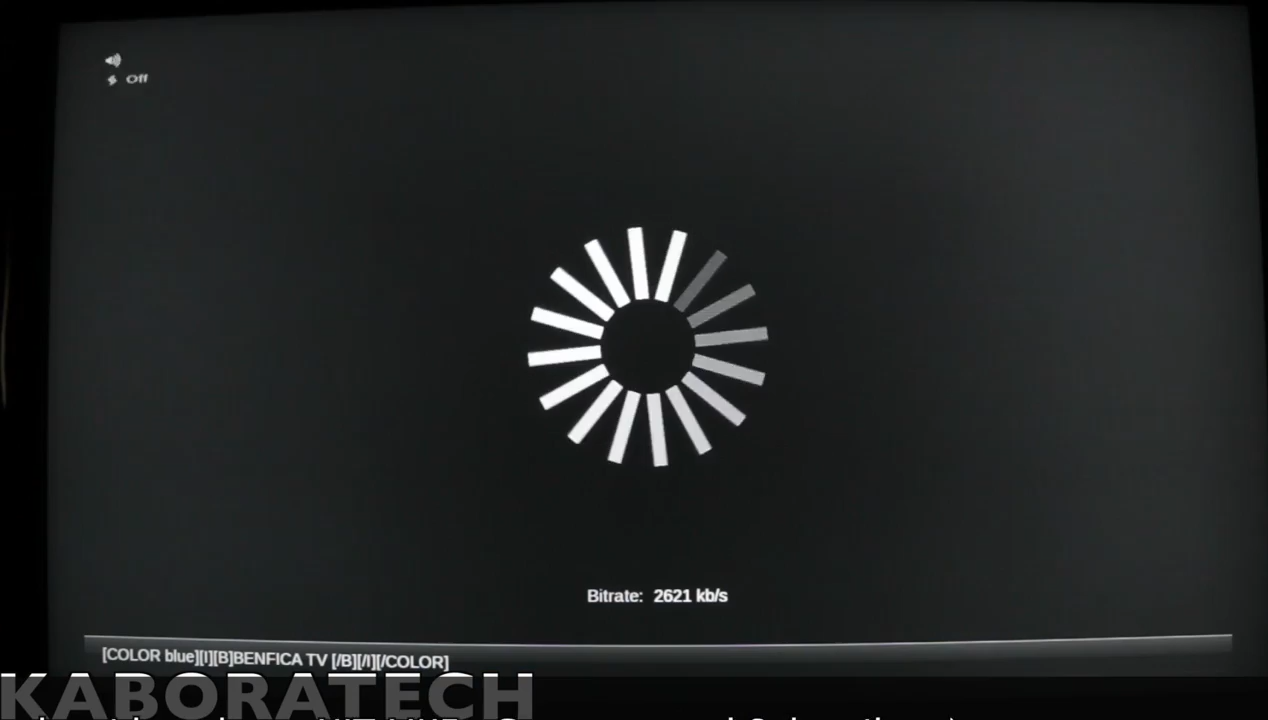 Off
Bitrate: 2621 kb/s
[COLOR blue][I][B]BENFICA TV [/B][/I][/COLOR]
KABORATECH